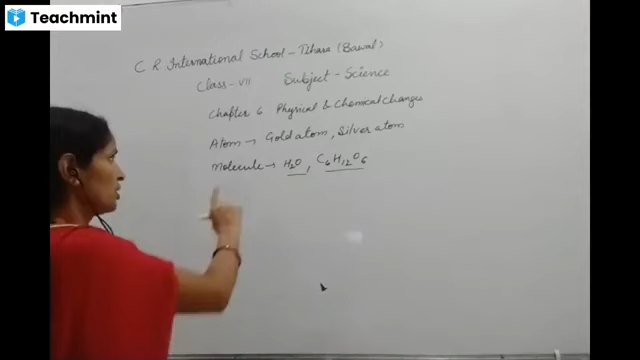 Teachmint
C R International School - Tihara (Bawal)
Class - VII Subject - Science
Chapter 6 Physical & Chemical Changes
Atom → Gold atom, Silver atom
Molecule → H₂O, C₆H₁₂O₆